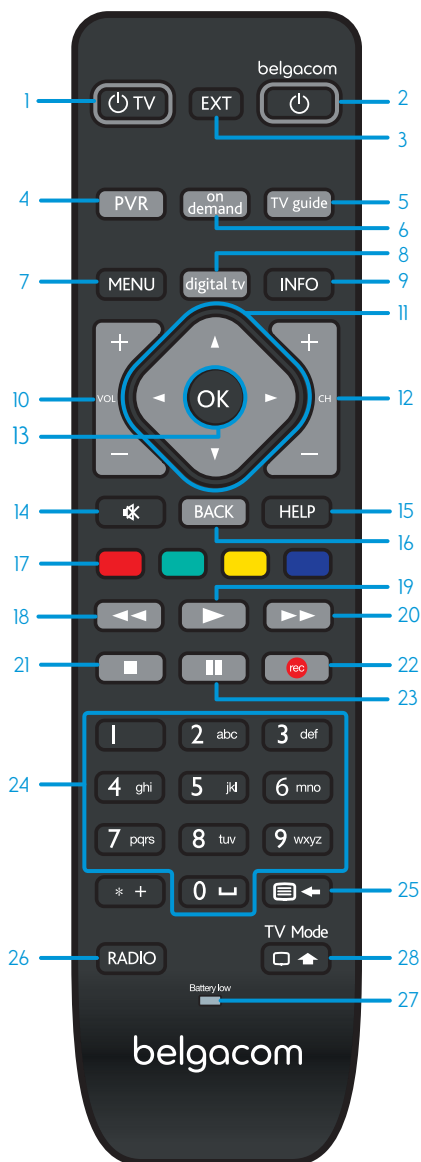 belgacom
1 TV EXT 2
3
4 PVR on demand TV guide 5
6
8
7 MENU digital tv INFO 9
11
+ +
10 VOL OK CH 12
13
- -
14 BACK HELP 15
16
17
19
18 20
21 rec 22
23
1 2 abc 3 def
24 4 ghi 5 jkl 6 mno
7 pqrs 8 tuv 9 wxyz
* + 0 25
TV Mode
26 RADIO 28
Battery low
27
belgacom